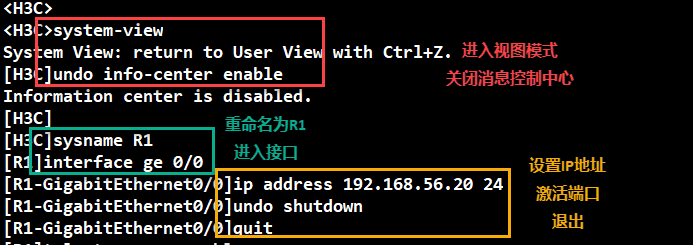 <H3C>
<H3C>system-view
System View: return to User View with Ctrl+Z. 进入视图模式
[H3C]undo info-center enable 关闭消息控制中心
Information center is disabled.
[H3C] 重命名为R1
[H3C]sysname R1
[R1]interface ge 0/0 进入接口
[R1-GigabitEthernet0/0]ip address 192.168.56.20 24 设置IP地址
[R1-GigabitEthernet0/0]undo shutdown 激活端口
[R1-GigabitEthernet0/0]quit 退出